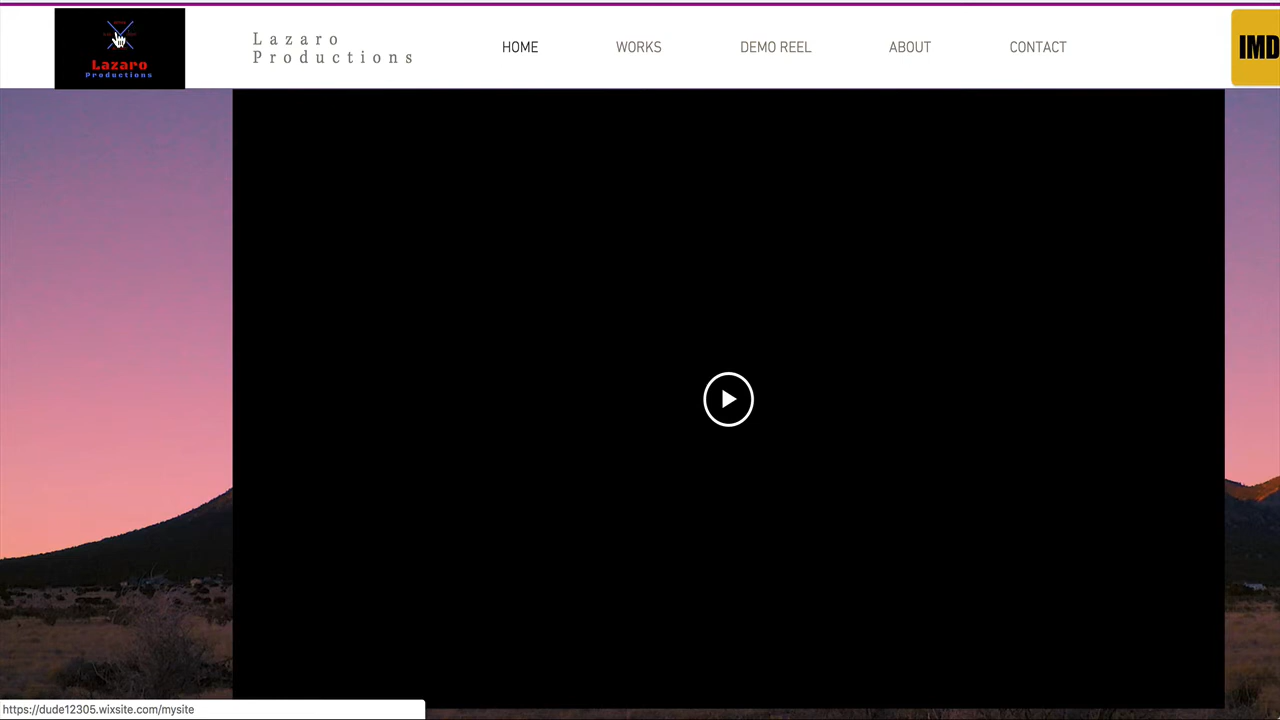 Lazaro
Productions
Lazaro
Productions
HOME
WORKS
DEMO REEL
ABOUT
CONTACT
IMD
https://dude12305.wixsite.com/mysite